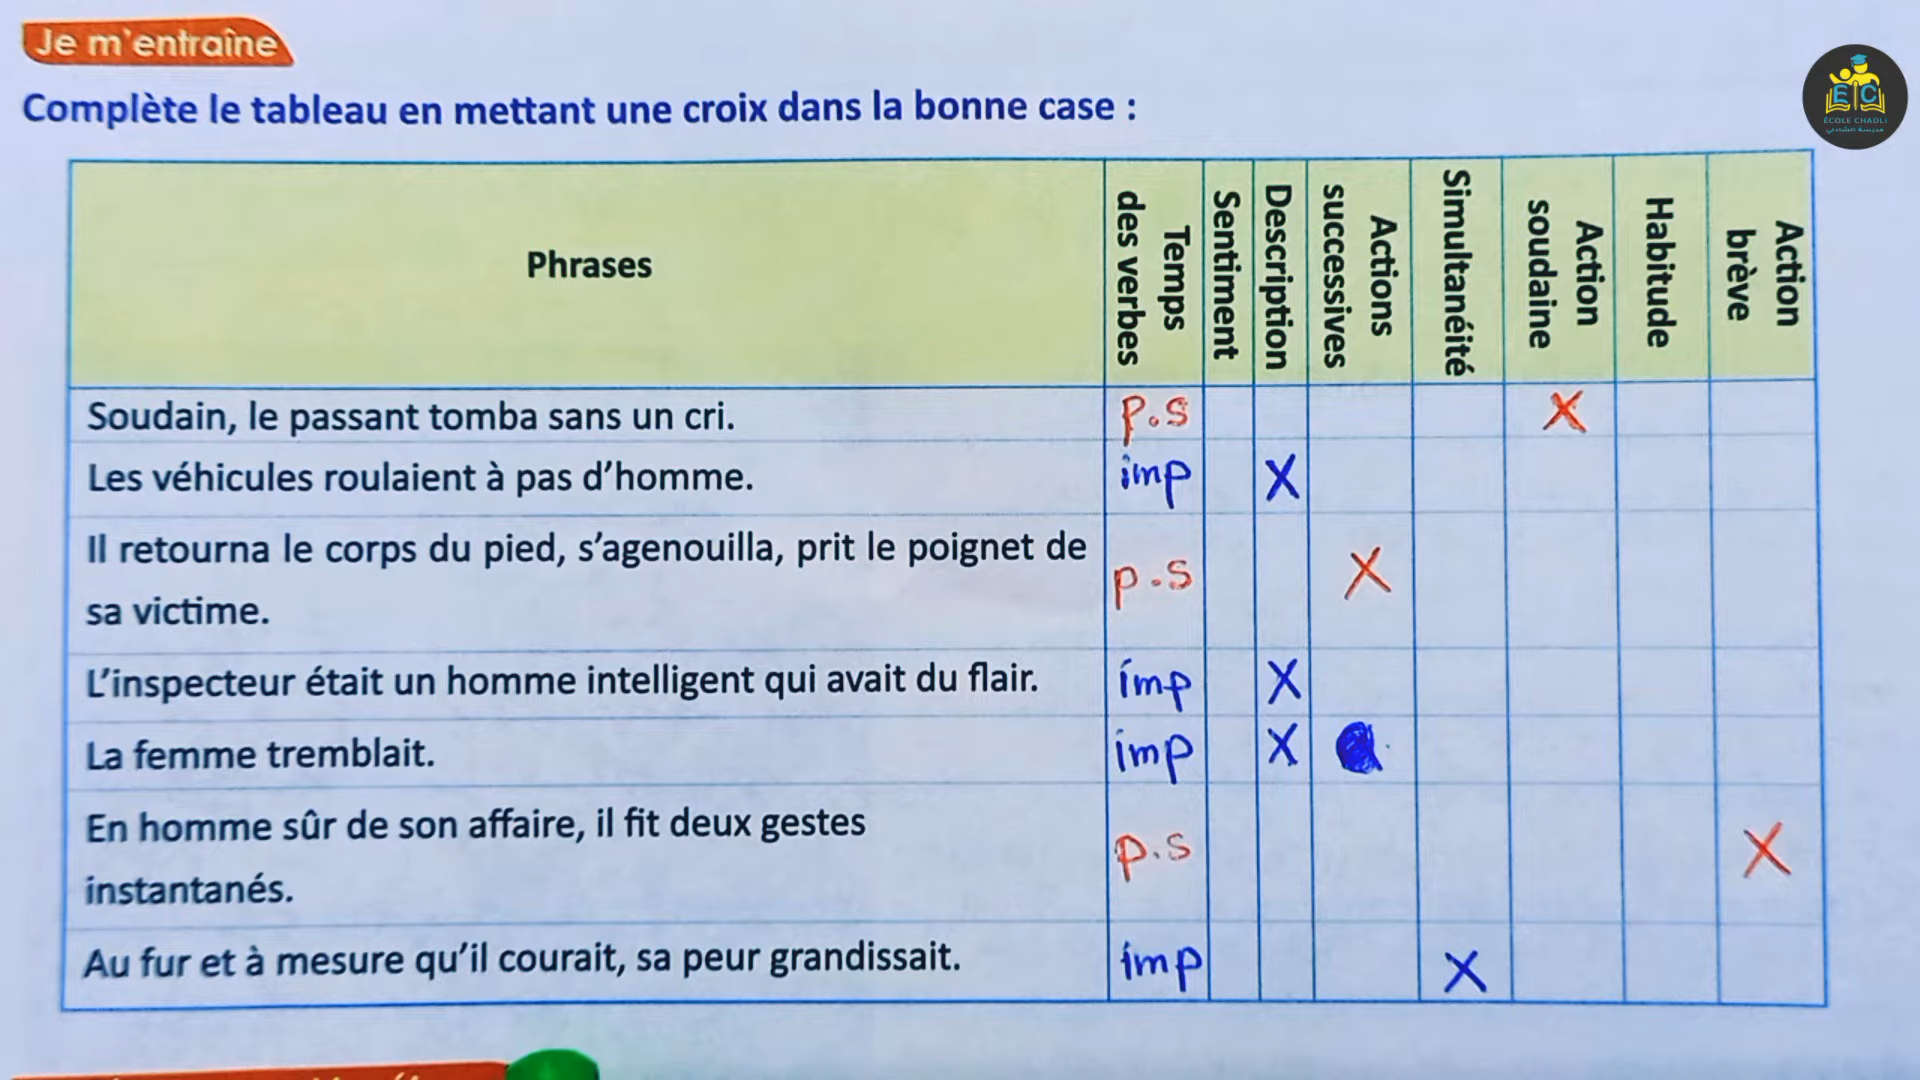 Je m'entraîne
Complète le tableau en mettant une croix dans la bonne case :
ÉCOLE CHADLI
مدرسة الشاذلي
Phrases
Temps
des verbes
Sentiment
Description
Actions
successives
Simultanéité
Action
soudaine
Habitude
Action
brève
Soudain, le passant tomba sans un cri. p.s X
Les véhicules roulaient à pas d'homme. imp X
Il retourna le corps du pied, s'agenouilla, prit le poignet de
sa victime. p.s X
L'inspecteur était un homme intelligent qui avait du flair. imp X
La femme tremblait. imp X
En homme sûr de son affaire, il fit deux gestes
instantanés. p.s X
Au fur et à mesure qu'il courait, sa peur grandissait. imp X